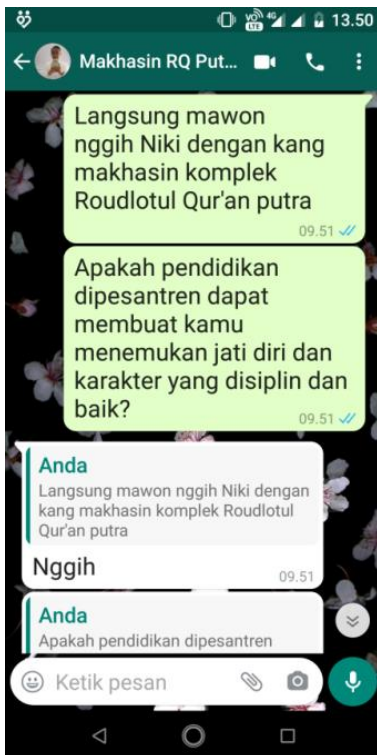 13.50
Makhasin RQ Put...
Langsung mawon
nggih Niki dengan kang
makhasin komplek
Roudlotul Qur'an putra
09.51
Apakah pendidikan
dipesantren dapat
membuat kamu
menemukan jati diri dan
karakter yang disiplin dan
baik?
09.51
Anda
Langsung mawon nggih Niki dengan
kang makhasin komplek Roudlotul
Qur'an putra
Nggih
09.51
Anda
Apakah pendidikan dipesantren
Ketik pesan